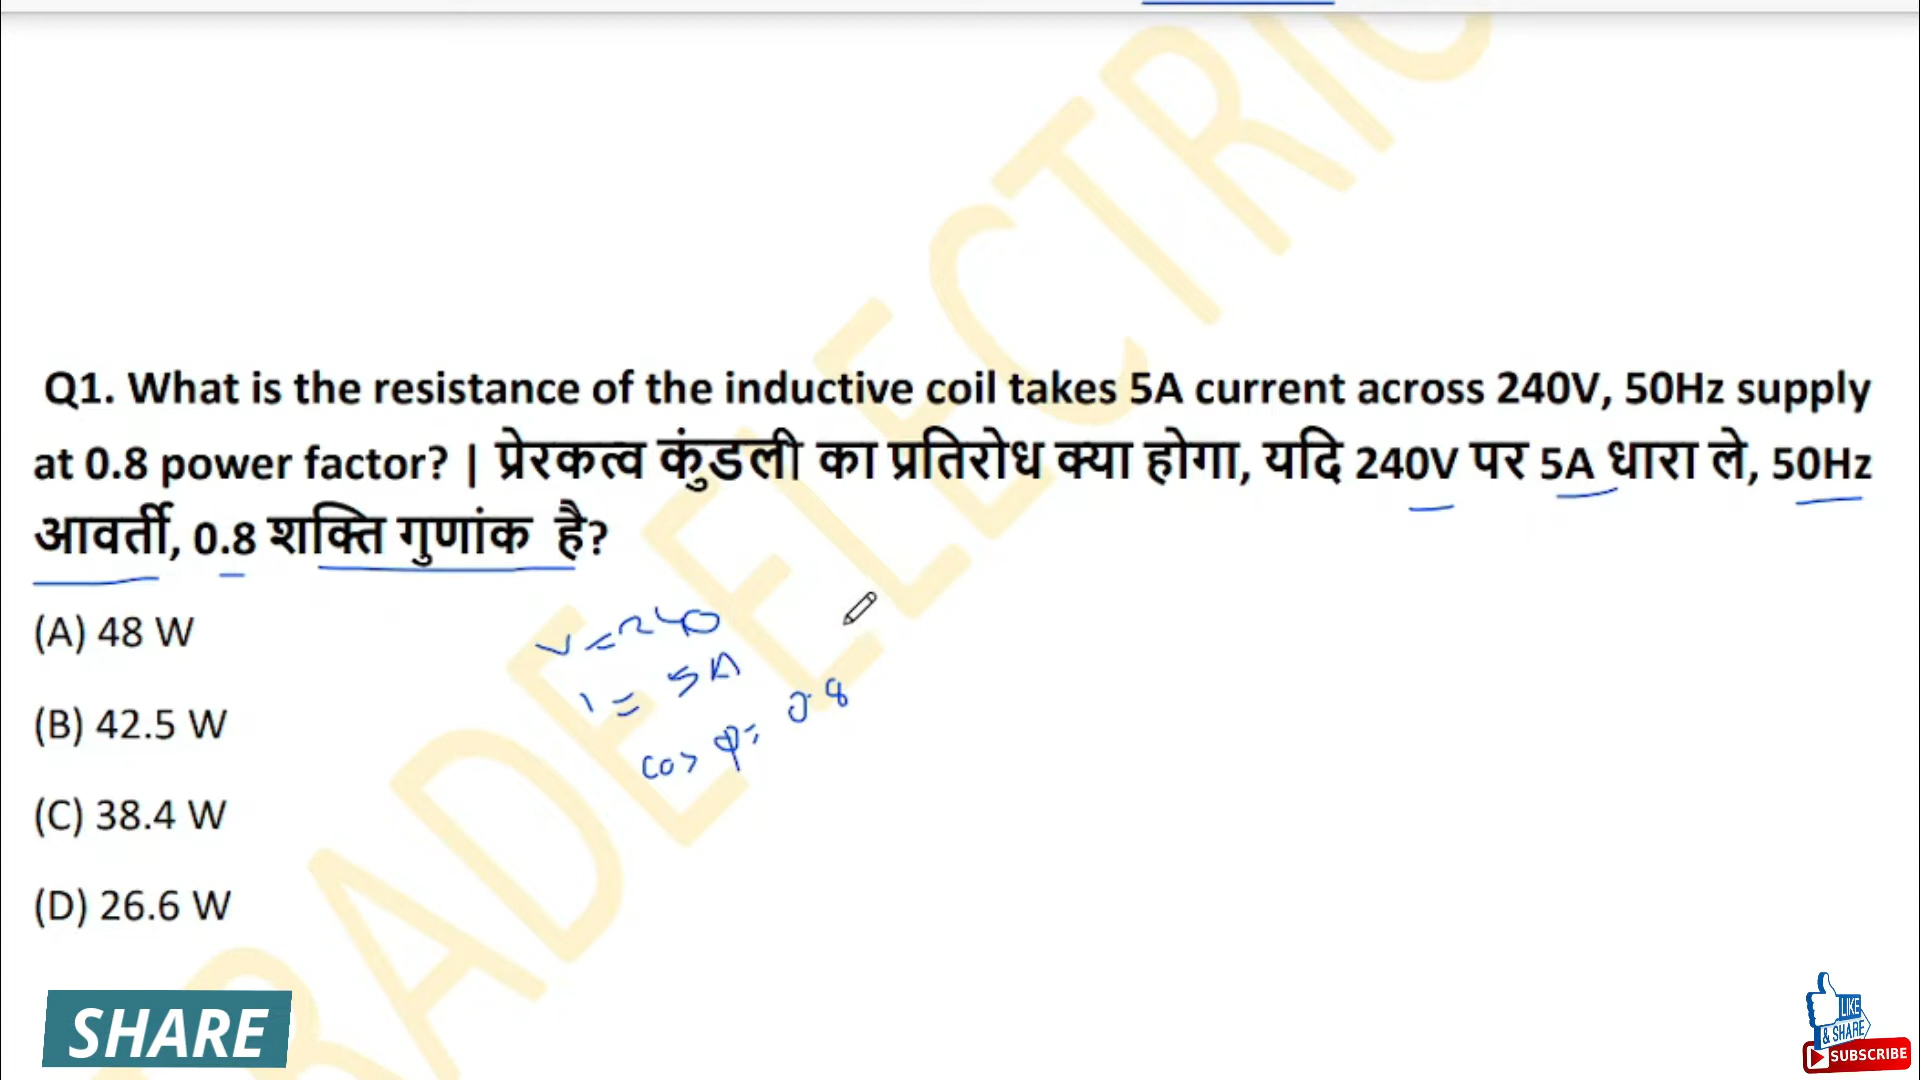 Q1. What is the resistance of the inductive coil takes 5A current across 240V, 50Hz supply
at 0.8 power factor? | प्रेरकत्व कुंडली का प्रतिरोध क्या होगा, यदि 240V पर 5A धारा ले, 50Hz
आवर्ती, 0.8 शक्ति गुणांक है?
(A) 48 W
V = 240
I = 5A
(B) 42.5 W
cos φ = 0.8
(C) 38.4 W
(D) 26.6 W
TRADE ELECTRIC
SHARE
LIKE
& SHARE
SUBSCRIBE